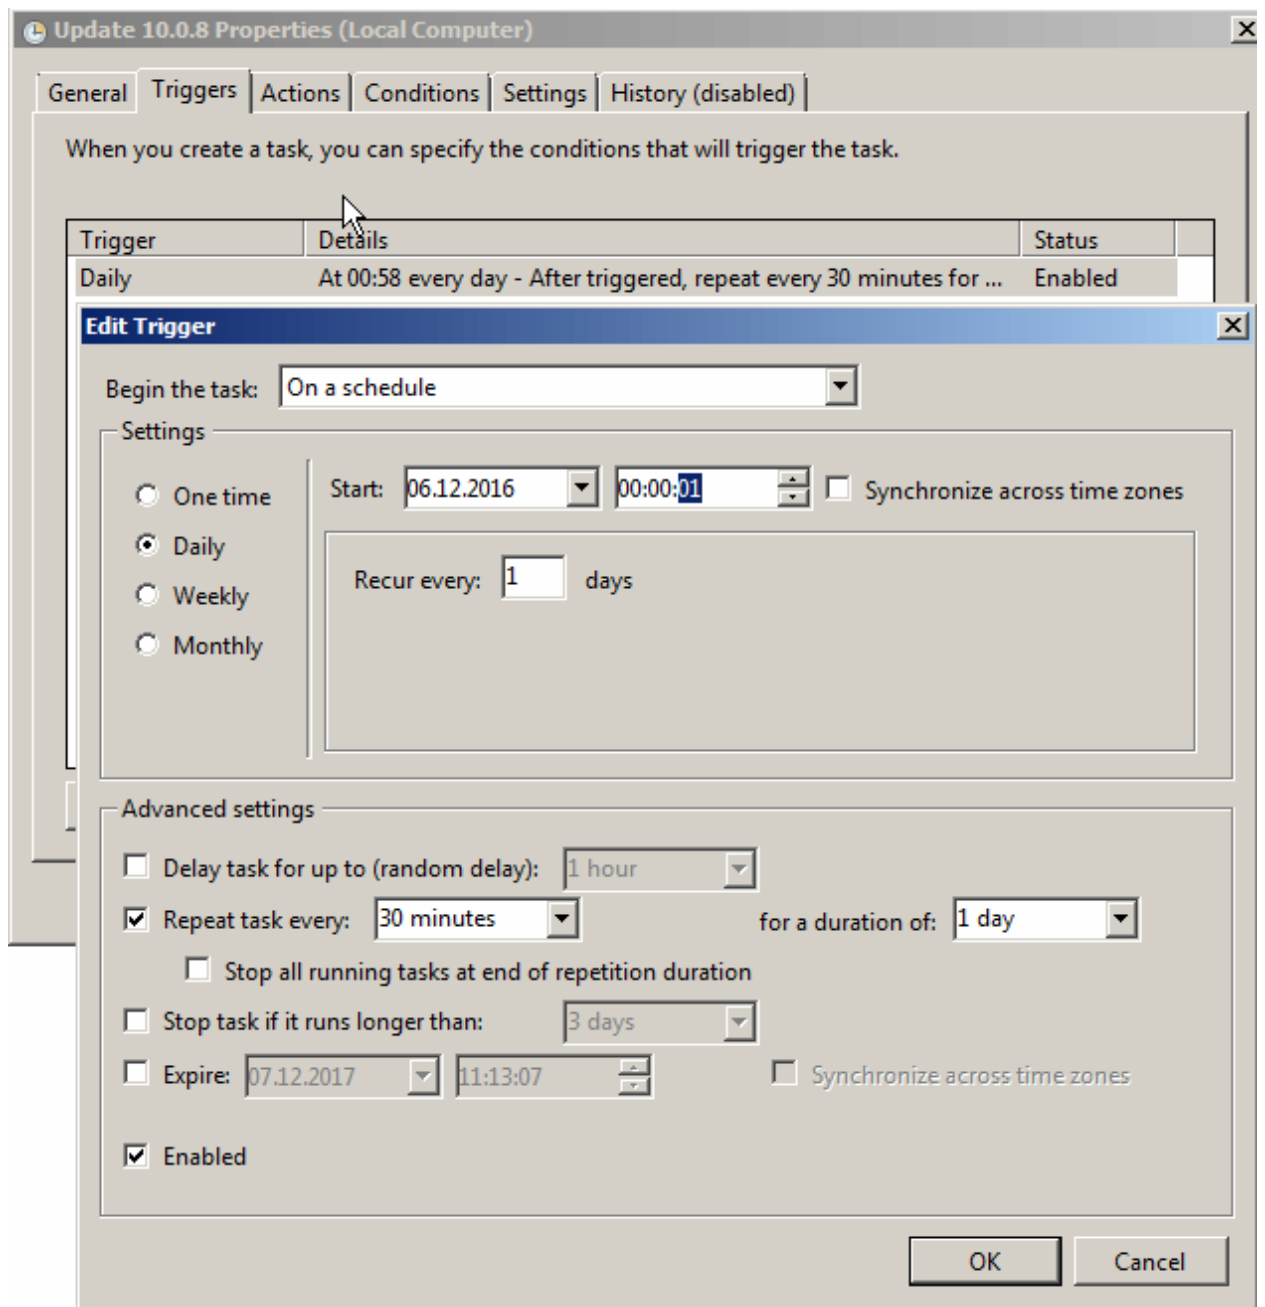 Update 10.0.8 Properties (Local Computer)
General Triggers Actions Conditions Settings History (disabled)
When you create a task, you can specify the conditions that will trigger the task.
Trigger Details Status
Daily At 00:58 every day - After triggered, repeat every 30 minutes for ... Enabled
Edit Trigger
Begin the task: On a schedule
Settings
One time
Daily
Weekly
Monthly
Start: 06.12.2016 00:00:01 Synchronize across time zones
Recur every: 1 days
Advanced settings
Delay task for up to (random delay): 1 hour
Repeat task every: 30 minutes for a duration of: 1 day
Stop all running tasks at end of repetition duration
Stop task if it runs longer than: 3 days
Expire: 07.12.2017 11:13:07 Synchronize across time zones
Enabled
OK Cancel